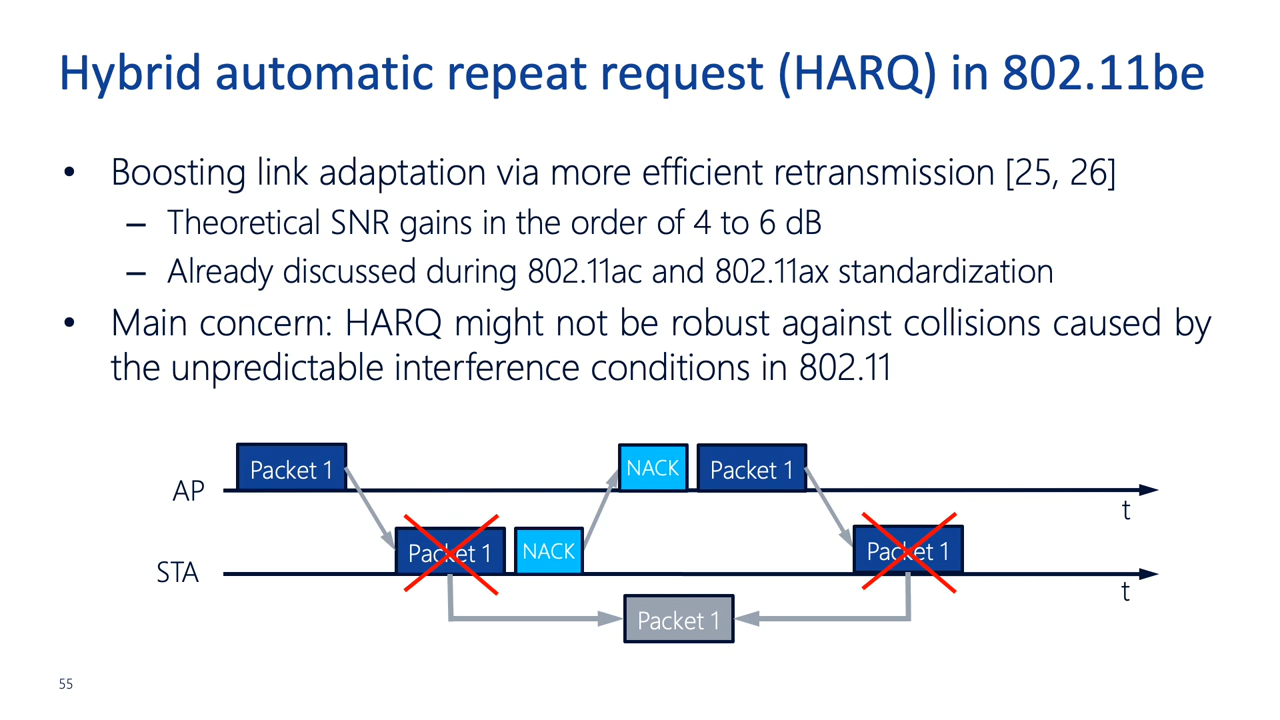 Hybrid automatic repeat request (HARQ) in 802.11be
• Boosting link adaptation via more efficient retransmission [25, 26]
– Theoretical SNR gains in the order of 4 to 6 dB
– Already discussed during 802.11ac and 802.11ax standardization
• Main concern: HARQ might not be robust against collisions caused by
the unpredictable interference conditions in 802.11
Packet 1
NACK
Packet 1
AP
t
Packet 1
NACK
Packet 1
STA
t
Packet 1
55